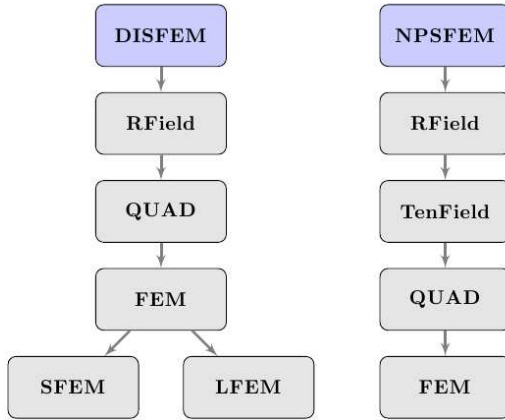 DISFEM
RField
QUAD
FEM
SFEM
LFEM
NPSFEM
RField
TenField
QUAD
FEM